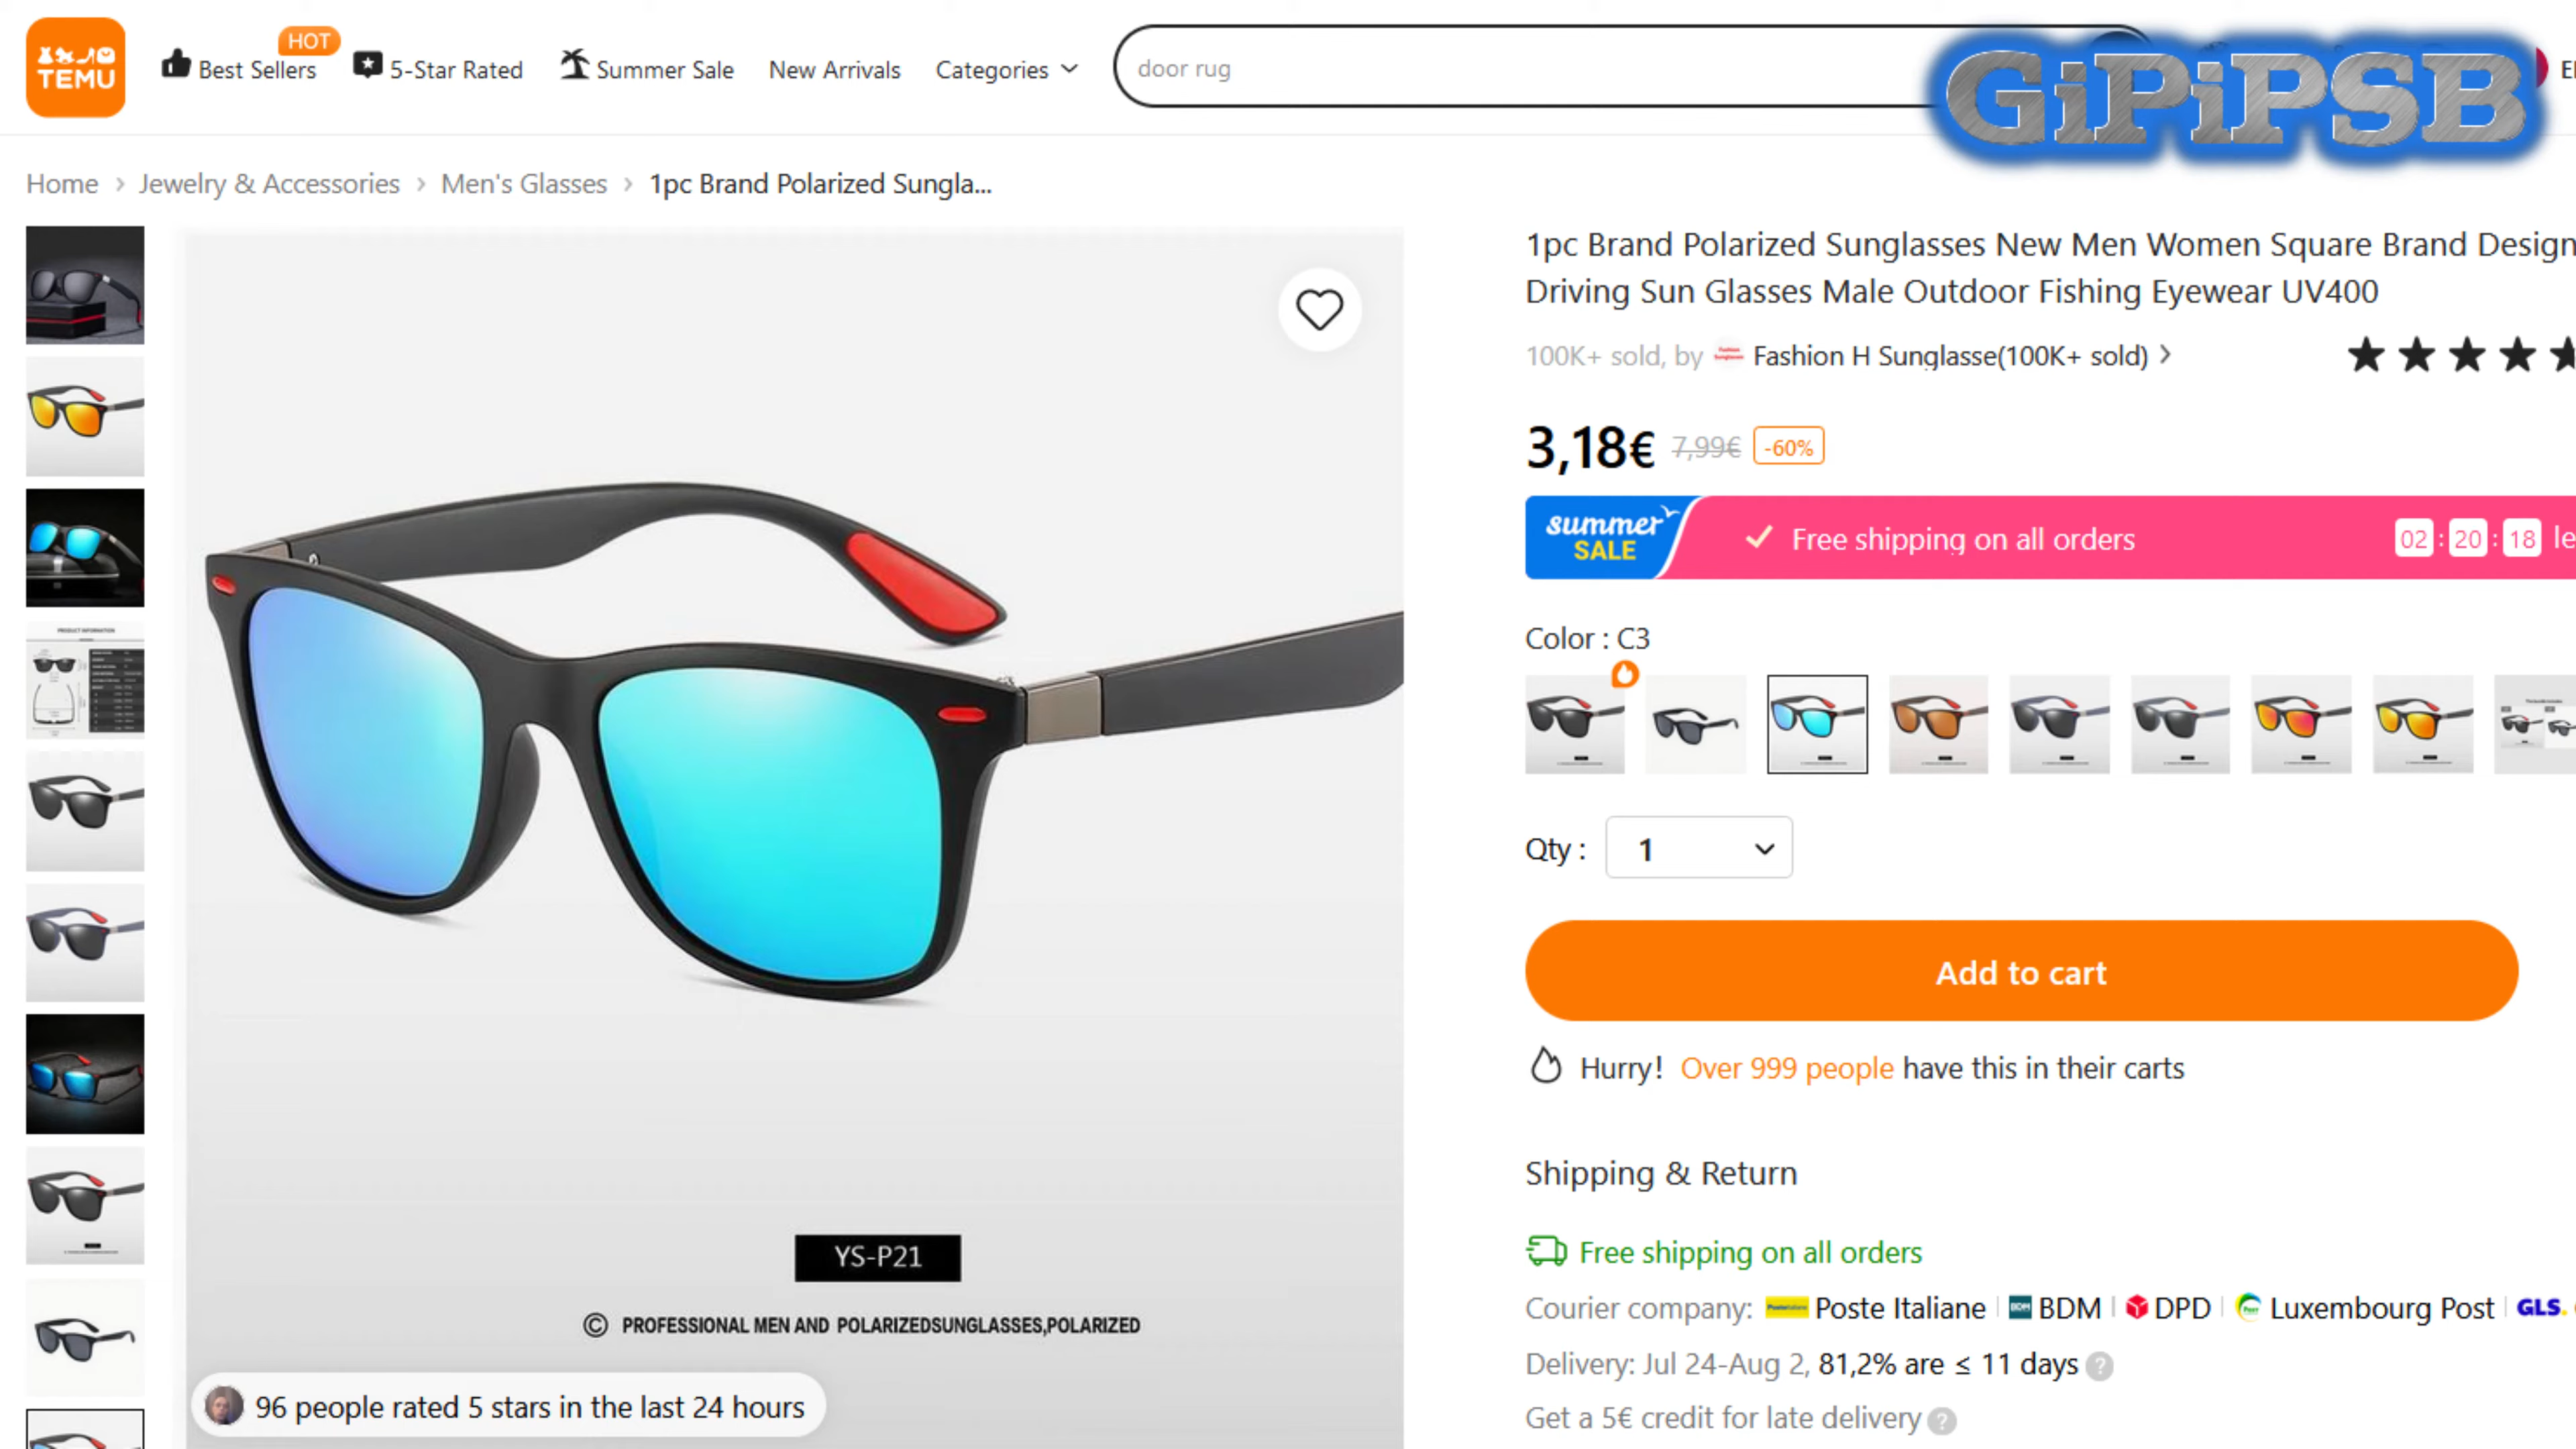 TEMU
Best Sellers
HOT
5-Star Rated
Summer Sale
New Arrivals
Categories
door rug
GiPiPSB
Home › Jewelry & Accessories › Men's Glasses › 1pc Brand Polarized Sungla...
1pc Brand Polarized Sunglasses New Men Women Square Brand Design
Driving Sun Glasses Male Outdoor Fishing Eyewear UV400
100K+ sold, by Fashion H Sunglasse(100K+ sold)
3,18€ 7,99€ -60%
summer
SALE
Free shipping on all orders
02 : 20 : 18 le
Color : C3
Qty : 1
Add to cart
Hurry! Over 999 people have this in their carts
Shipping & Return
Free shipping on all orders
Courier company: Poste Italiane BDM DPD Luxembourg Post GLS.
Delivery: Jul 24-Aug 2, 81,2% are ≤ 11 days ?
Get a 5€ credit for late delivery ?
PRODUCT INFORMATION
YS-P21
© PROFESSIONAL MEN AND POLARIZEDSUNGLASSES,POLARIZED
96 people rated 5 stars in the last 24 hours